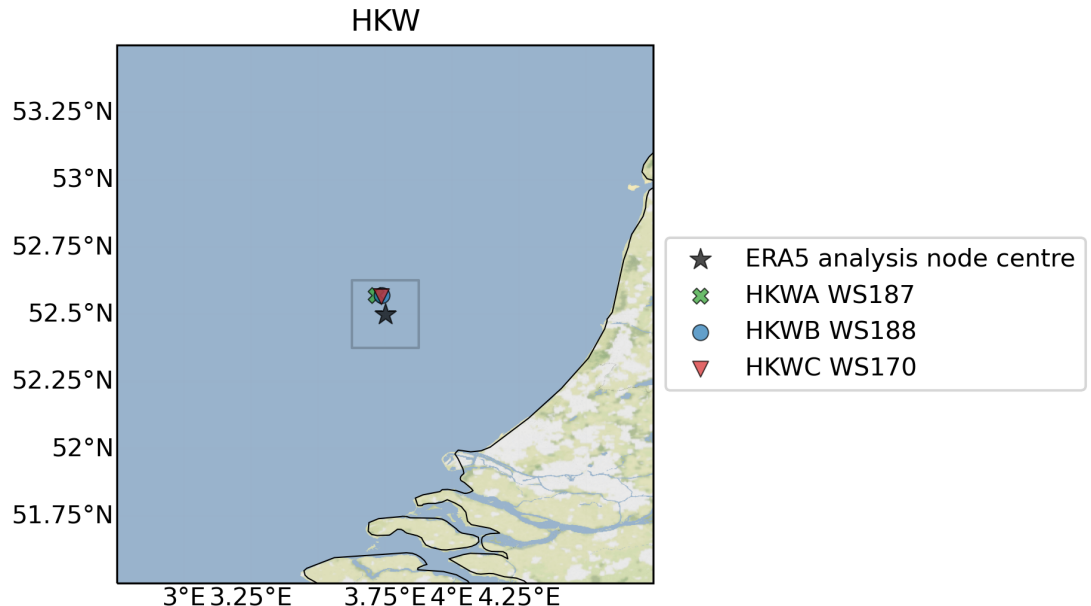 HKW
53.25°N
53°N
52.75°N
52.5°N
52.25°N
52°N
51.75°N
3°E 3.25°E 3.75°E 4°E 4.25°E
ERA5 analysis node centre
HKWA WS187
HKWB WS188
HKWC WS170